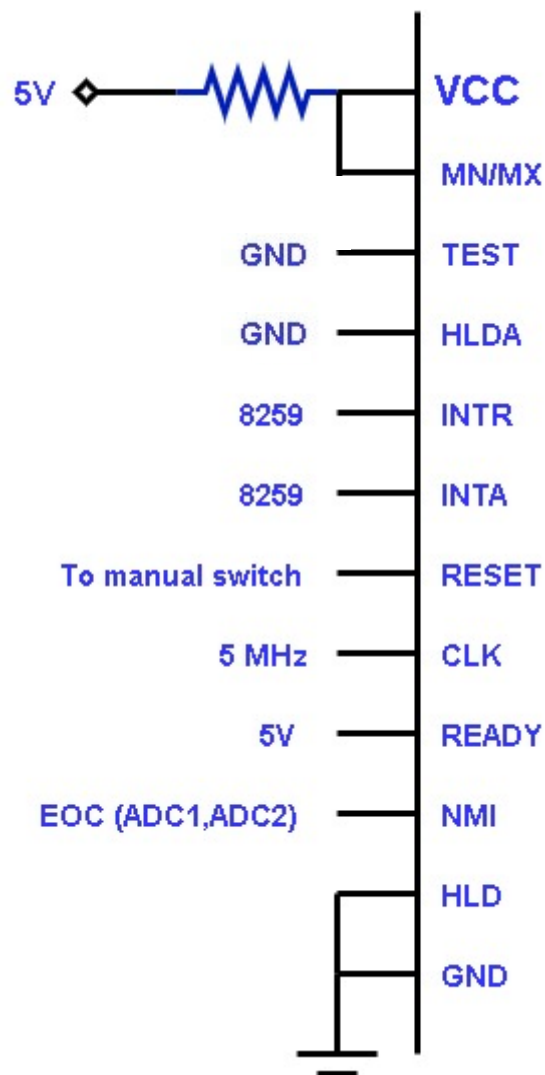 5V VCC
MN/MX
GND TEST
GND HLDA
8259 INTR
8259 INTA
To manual switch RESET
5 MHz CLK
5V READY
EOC (ADC1,ADC2) NMI
HLD
GND